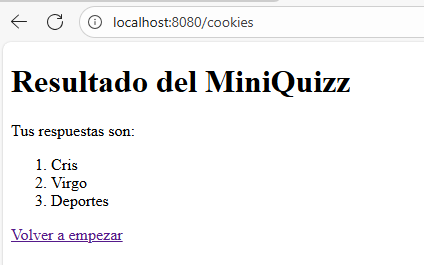 localhost:8080/cookies
Resultado del MiniQuizz
Tus respuestas son:
1. Cris
2. Virgo
3. Deportes
Volver a empezar